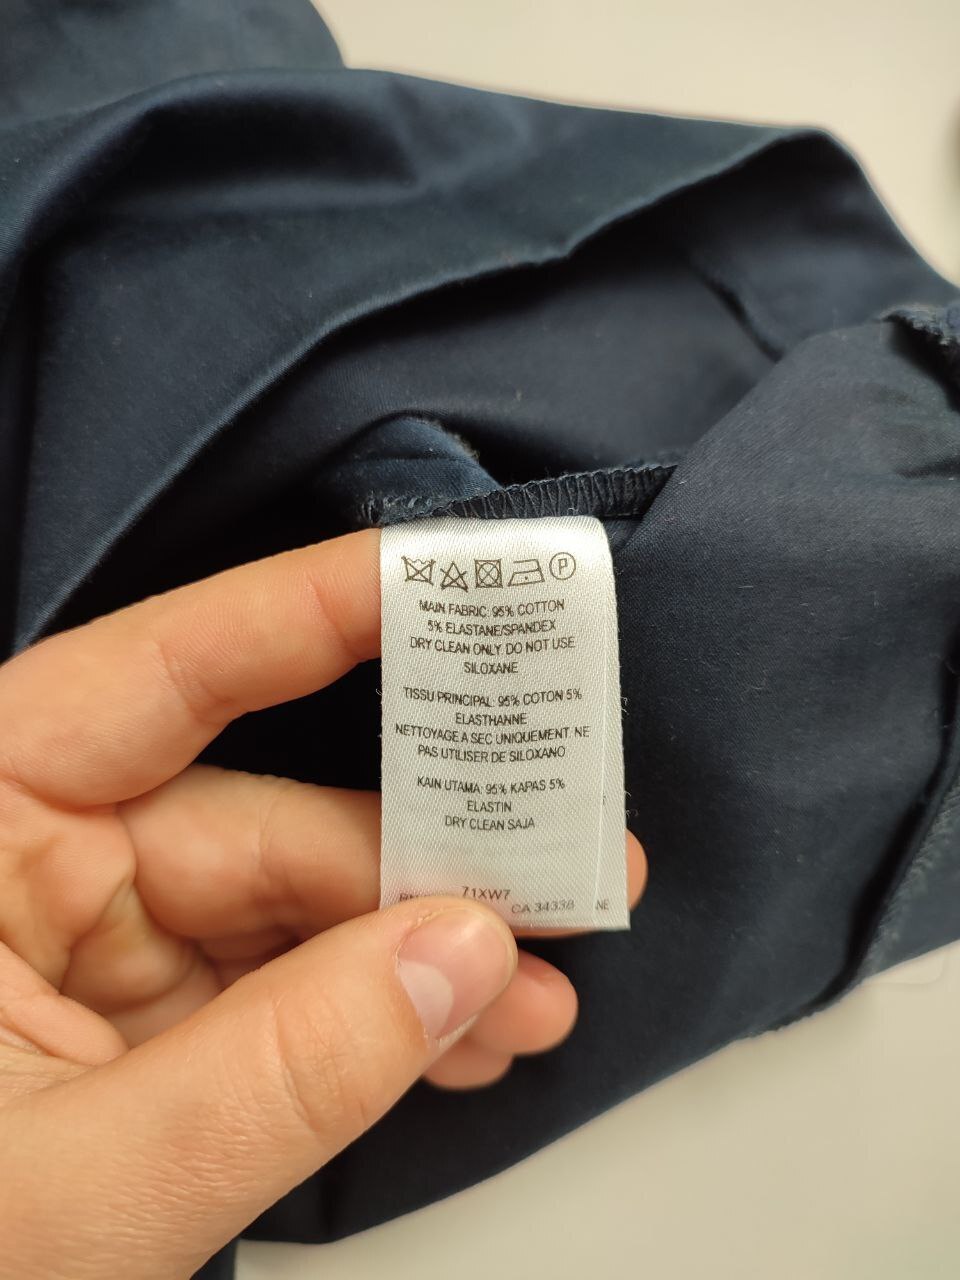 P
MAIN FABRIC: 95% COTTON
5% ELASTANE/SPANDEX
DRY CLEAN ONLY. DO NOT USE
SILOXANE
TISSU PRINCIPAL: 95% COTON 5%
ELASTHANNE
NETTOYAGE A SEC UNIQUEMENT. NE
PAS UTILISER DE SILOXANO
KAIN UTAMA: 95% KAPAS 5%
ELASTIN
DRY CLEAN SAJA
71XW7
CA 34338